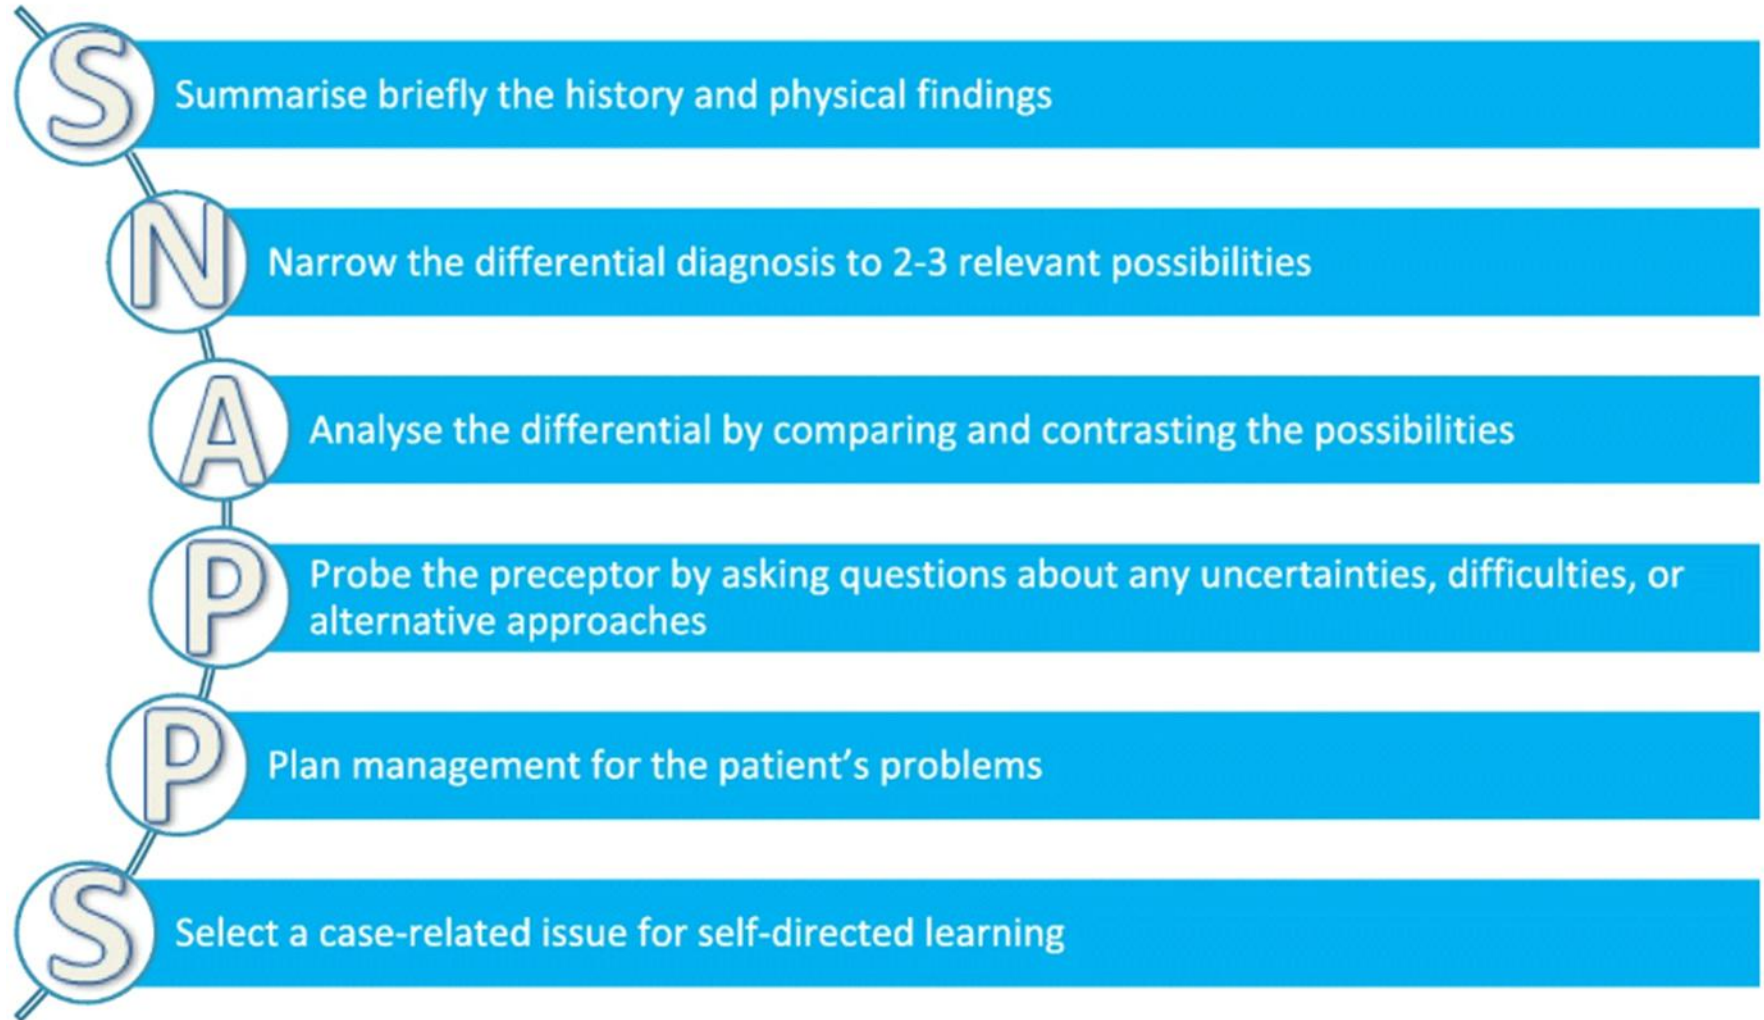 S
Summarise briefly the history and physical findings
N
Narrow the differential diagnosis to 2-3 relevant possibilities
A
Analyse the differential by comparing and contrasting the possibilities
P
Probe the preceptor by asking questions about any uncertainties, difficulties, or
alternative approaches
P
Plan management for the patient’s problems
S
Select a case-related issue for self-directed learning